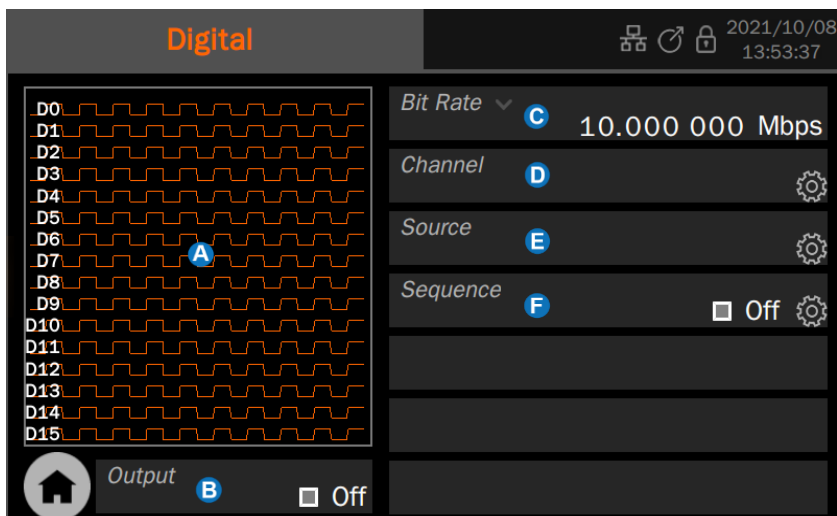 Digital
2021/10/08
13:53:37
D0
D1
D2
D3
D4
D5
D6
D7
D8
D9
D10
D11
D12
D13
D14
D15
A
Output
B
Off
Bit Rate
C
10.000 000 Mbps
Channel
D
Source
E
Sequence
F
Off